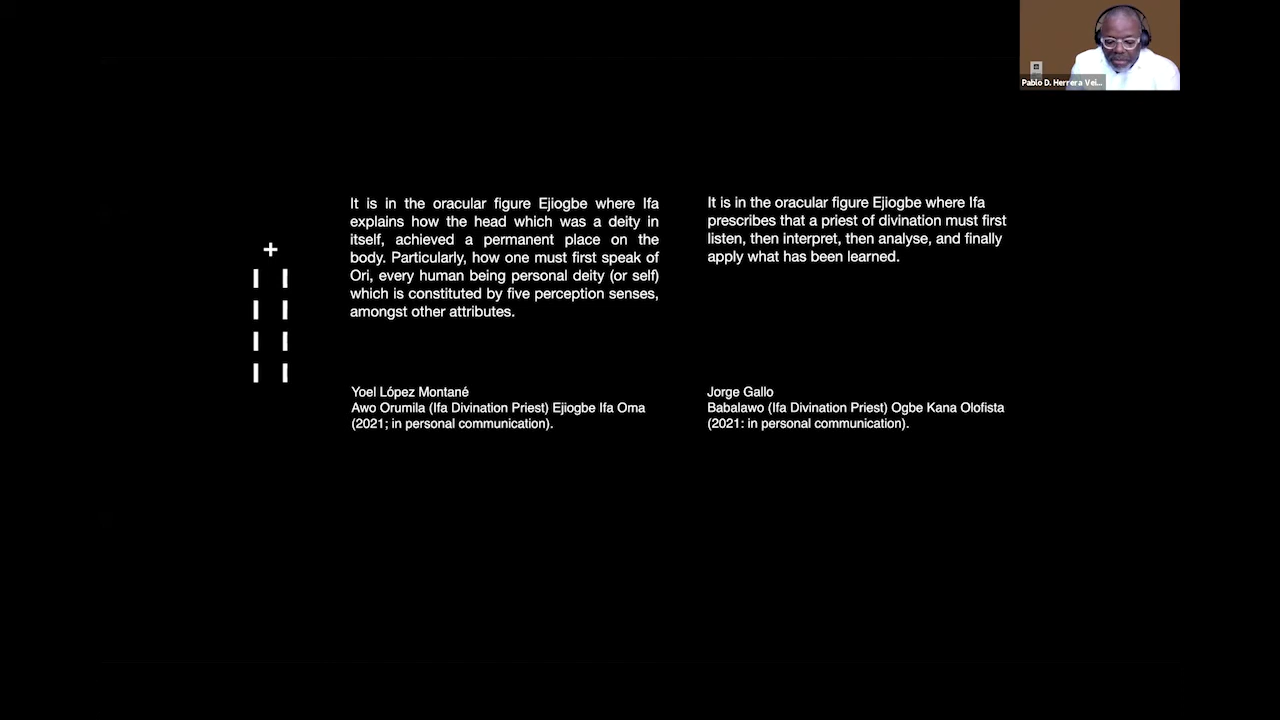 Pablo D. Herrera Vei...
It is in the oracular figure Ejiogbe where Ifa
explains how the head which was a deity in
itself, achieved a permanent place on the
body. Particularly, how one must first speak of
Ori, every human being personal deity (or self)
which is constituted by five perception senses,
amongst other attributes.
Yoel López Montané
Awo Orumila (Ifa Divination Priest) Ejiogbe Ifa Oma
(2021; in personal communication).
It is in the oracular figure Ejiogbe where Ifa
prescribes that a priest of divination must first
listen, then interpret, then analyse, and finally
apply what has been learned.
Jorge Gallo
Babalawo (Ifa Divination Priest) Ogbe Kana Olofista
(2021: in personal communication).
+
I I
I I
I I
I I